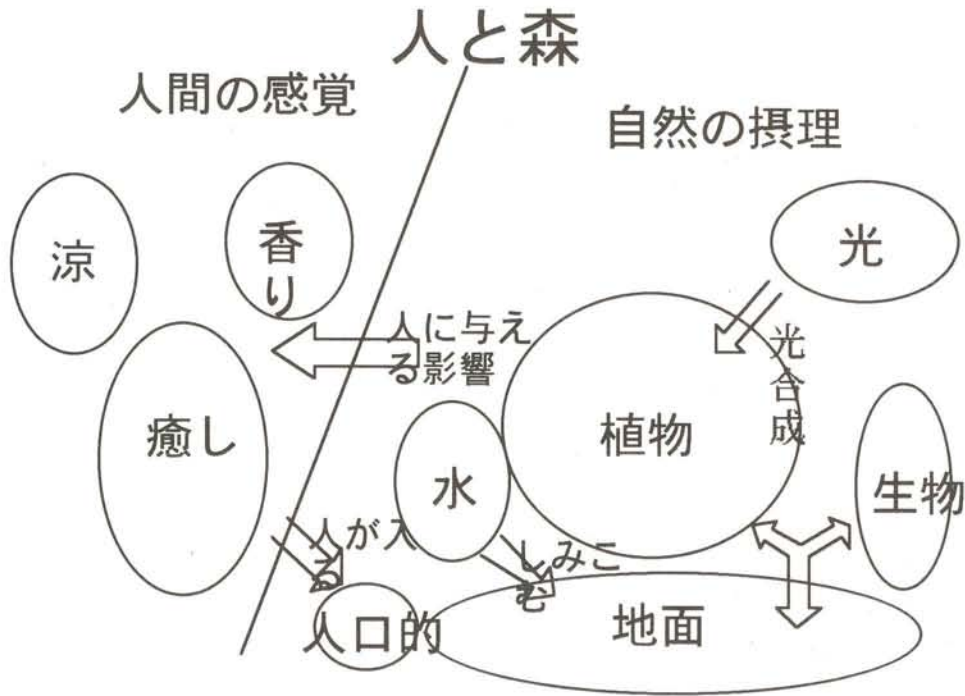 人と森
人間の感覚
自然の摂理
涼
香
り
光
人に与え
る影響
光
合
成
癒し
植物
水
生物
人が入
る
しみこ
む
人口的
地面